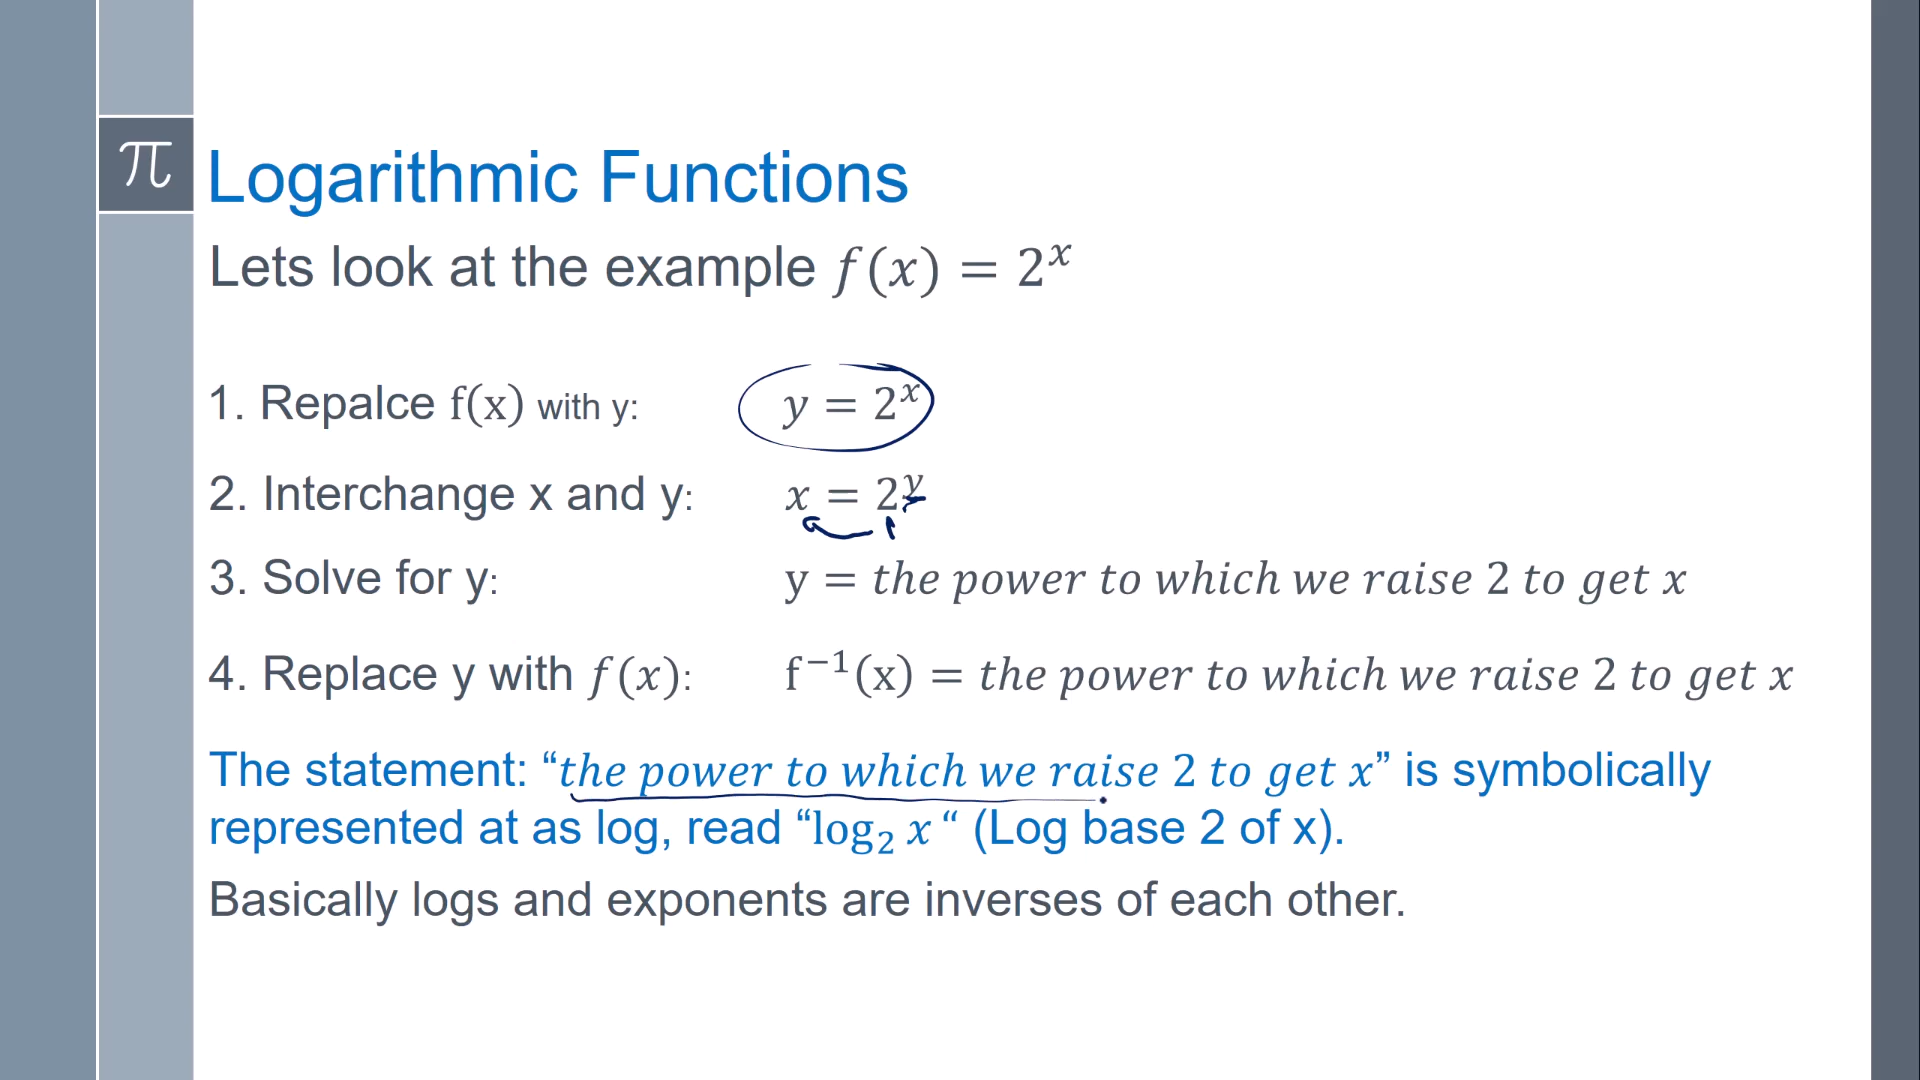 π
Logarithmic Functions
Lets look at the example f(x) = 2^x
1. Repalce f(x) with y: y = 2^x
2. Interchange x and y: x = 2^y
3. Solve for y: y = the power to which we raise 2 to get x
4. Replace y with f(x): f⁻¹(x) = the power to which we raise 2 to get x
The statement: “the power to which we raise 2 to get x” is symbolically
represented at as log, read “log₂ x “ (Log base 2 of x).
Basically logs and exponents are inverses of each other.